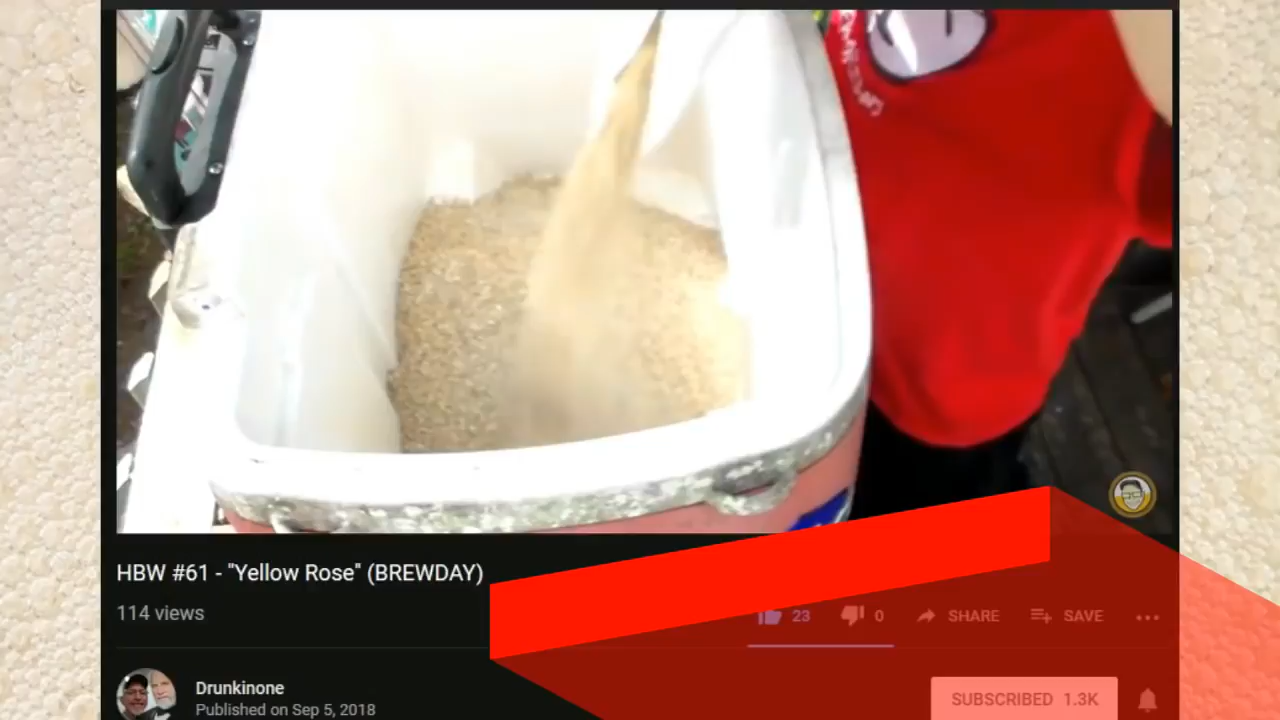 HBW #61 - "Yellow Rose" (BREWDAY)
114 views
23
0
SHARE
SAVE
Drunkinone
Published on Sep 5, 2018
SUBSCRIBED 1.3K